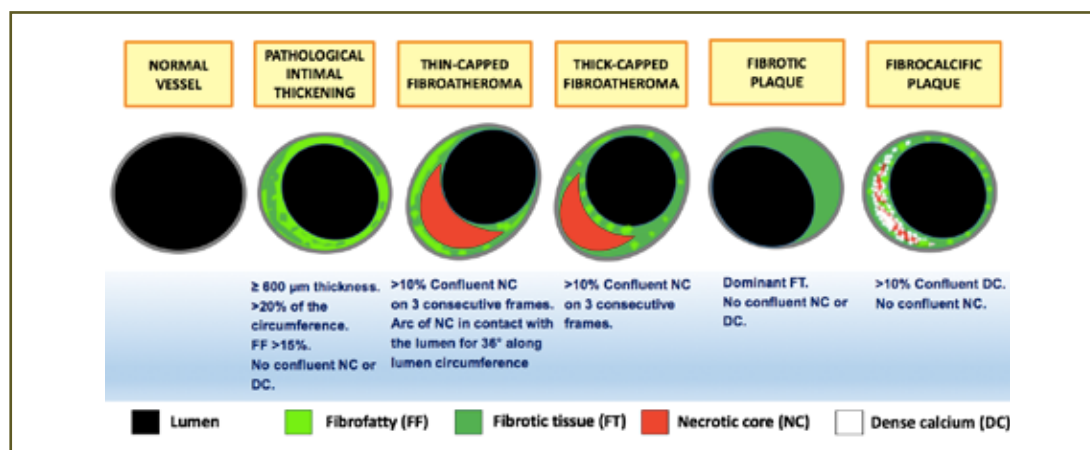 NORMAL
VESSEL
PATHOLOGICAL
INTIMAL
THICKENING
THIN-CAPPED
FIBROATHEROMA
THICK-CAPPED
FIBROATHEROMA
FIBROTIC
PLAQUE
FIBROCALCIFIC
PLAQUE
≥ 600 μm thickness.
>20% of the
circumference.
FF >15%.
No confluent NC or
DC.
>10% Confluent NC
on 3 consecutive frames.
Arc of NC in contact with
the lumen for 36° along
lumen circumference
>10% Confluent NC
on 3 consecutive
frames.
Dominant FT.
No confluent NC or
DC.
>10% Confluent DC.
No confluent NC.
Lumen
Fibrofatty (FF)
Fibrotic tissue (FT)
Necrotic core (NC)
Dense calcium (DC)